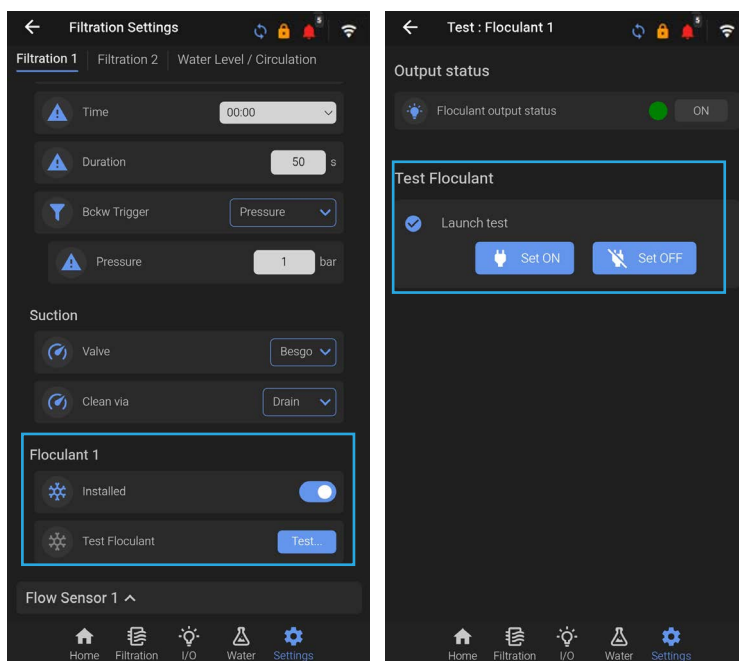 Filtration Settings
5
Filtration 1 Filtration 2 Water Level / Circulation
Time 00:00
Duration 50 s
Bckw Trigger Pressure
Pressure 1 bar
Suction
Valve Besgo
Clean via Drain
Floculant 1
Installed
Test Floculant Test...
Flow Sensor 1
Home Filtration I/O Water Settings
Test : Floculant 1
5
Output status
Floculant output status ON
Test Floculant
Launch test
Set ON Set OFF
Home Filtration I/O Water Settings